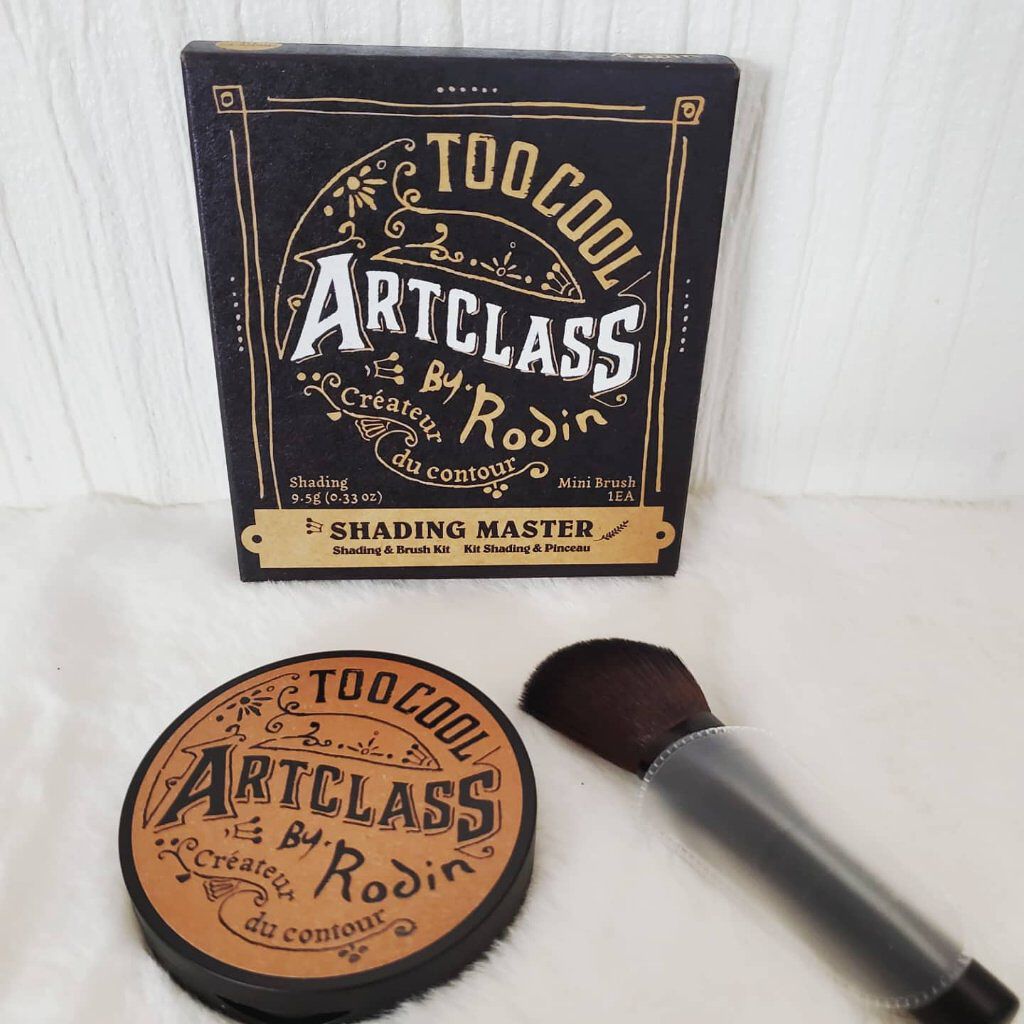 TOO COOL
ARTCLASS
By. Rodin
Créateur
du contour
Shading
9.5g (0.33 oz)
Mini Brush
1EA
SHADING MASTER
Shading & Brush Kit Kit Shading & Pinceau
TOO COOL
ARTCLASS
By. Rodin
Créateur
du contour